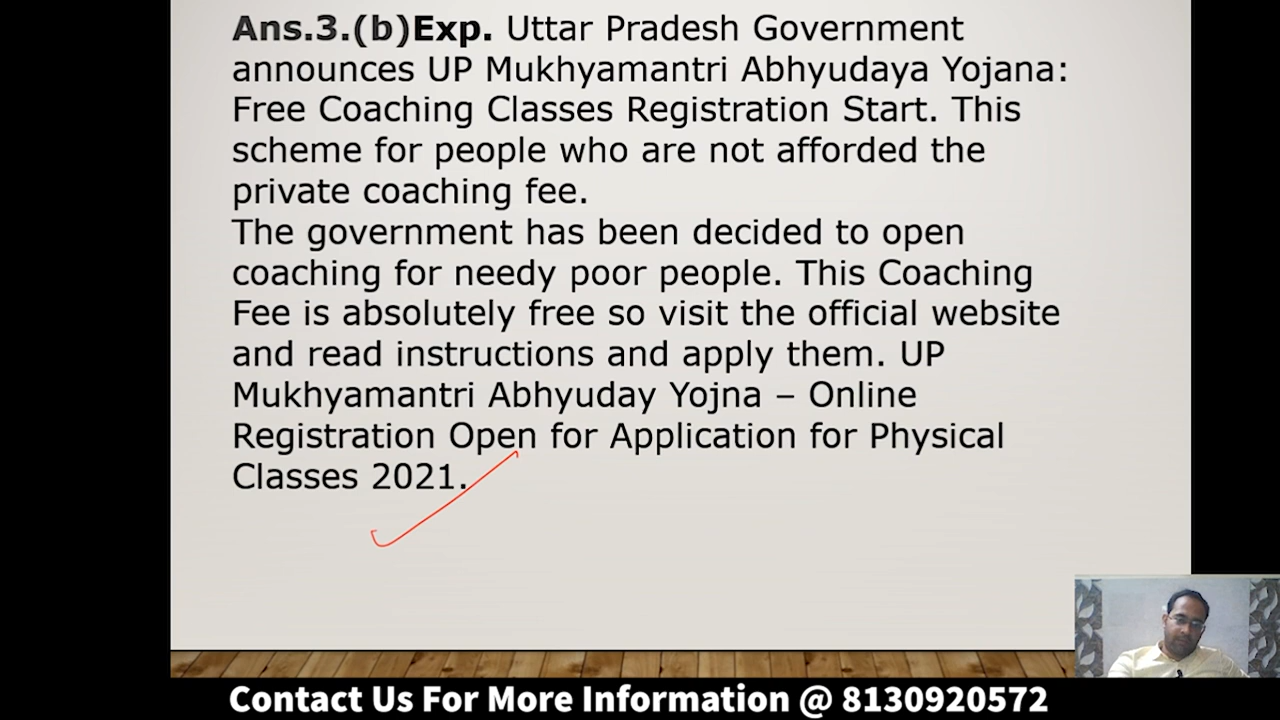 Ans.3.(b)Exp. Uttar Pradesh Government
announces UP Mukhyamantri Abhyudaya Yojana:
Free Coaching Classes Registration Start. This
scheme for people who are not afforded the
private coaching fee.
The government has been decided to open
coaching for needy poor people. This Coaching
Fee is absolutely free so visit the official website
and read instructions and apply them. UP
Mukhyamantri Abhyuday Yojna – Online
Registration Open for Application for Physical
Classes 2021.
Contact Us For More Information @ 8130920572